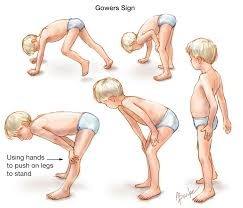 Gowers Sign
Using hands
to push on legs
to stand